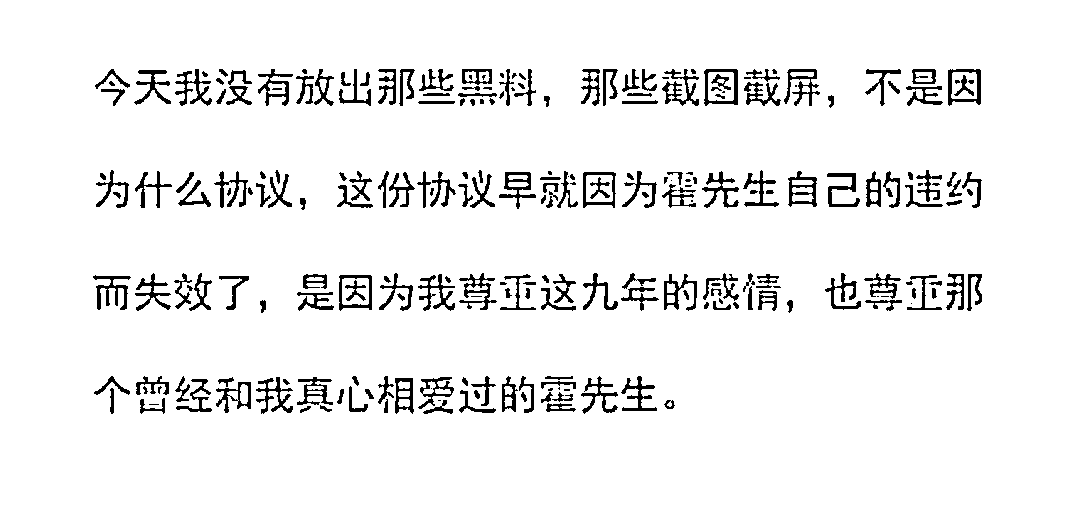 今天我没有放出那些黑料，那些截图截屏，不是因
为什么协议，这份协议早就因为霍先生自己的违约
而失效了，是因为我尊亚这九年的感情，也尊亚那
个曾经和我真心相爱过的霍先生。